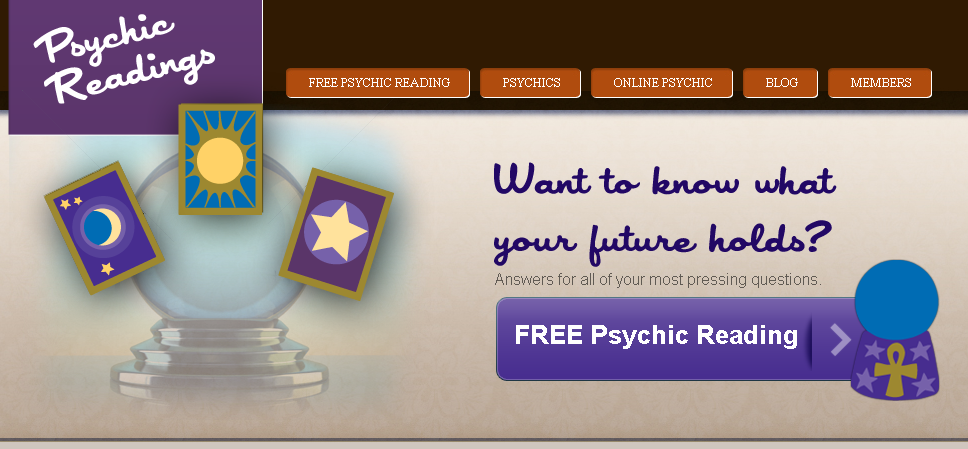 Psychic
Readings
FREE PSYCHIC READING
PSYCHICS
ONLINE PSYCHIC
BLOG
MEMBERS
Want to know what
your future holds?
Answers for all of your most pressing questions.
FREE Psychic Reading